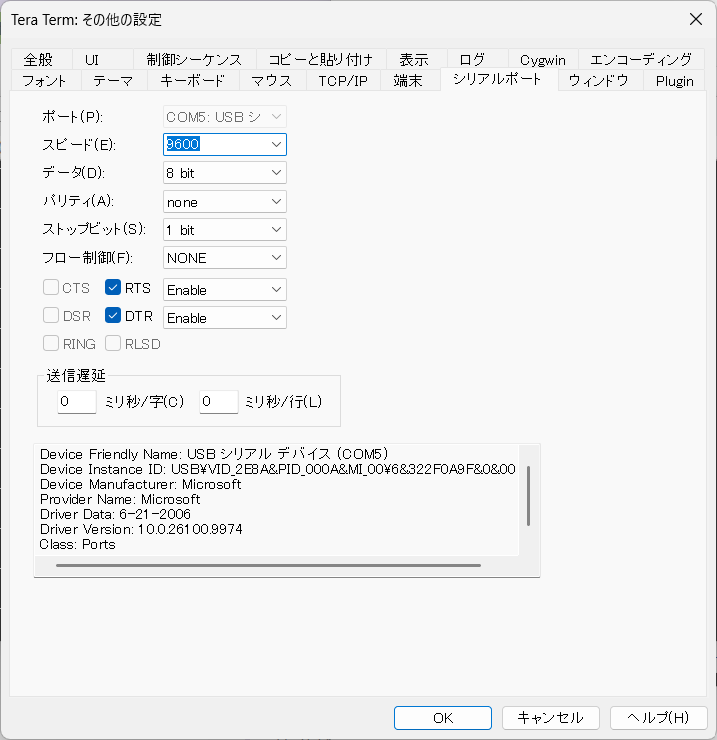 Tera Term: その他の設定
全般 UI 制御シーケンス コピーと貼り付け 表示 ログ Cygwin エンコーディング
フォント テーマ キーボード マウス TCP/IP 端末 シリアルポート ウィンドウ Plugin
ポート(P): COM5: USB シ
スピード(E): 9600
データ(D): 8 bit
パリティ(A): none
ストップビット(S): 1 bit
フロー制御(F): NONE
CTS RTS Enable
DSR DTR Enable
RING RLSD
送信遅延
0 ミリ秒/字(C) 0 ミリ秒/行(L)
Device Friendly Name: USB シリアル デバイス (COM5)
Device Instance ID: USB¥VID_2E8A&PID_000A&MI_00¥6&322F0A9F&0&00
Device Manufacturer: Microsoft
Provider Name: Microsoft
Driver Data: 6-21-2006
Driver Version: 10.0.26100.9974
Class: Ports
OK キャンセル ヘルプ(H)